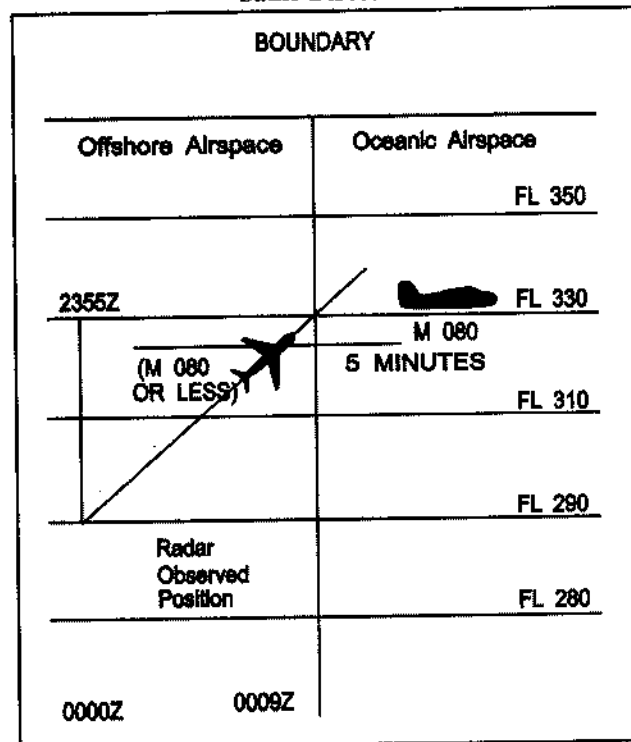 BOUNDARY
Offshore Airspace
Oceanic Airspace
FL 350
2355Z
FL 330
(M 080
OR LESS)
M 080
5 MINUTES
FL 310
FL 290
Radar
Observed
Position
FL 280
0000Z
0009Z